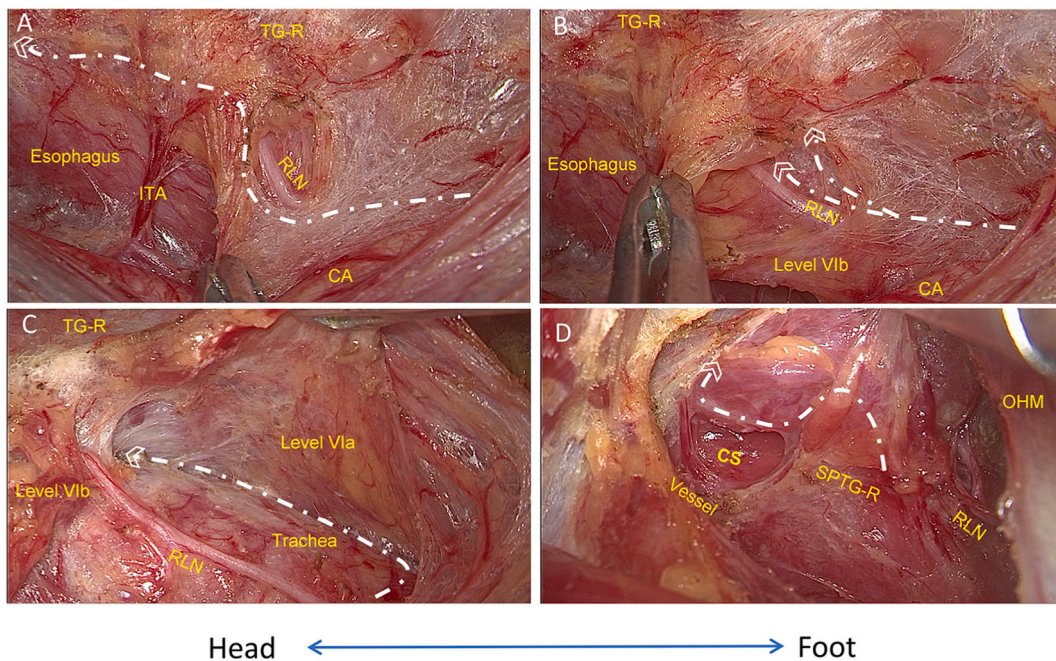 A
TG-R
Esophagus
ITA
RLN
CA
B
TG-R
Esophagus
RLN
Level VIb
CA
C
TG-R
Level VIa
Level VIb
Trachea
RLN
D
OHM
CS
SPTG-R
Vessel
RLN
Head
Foot